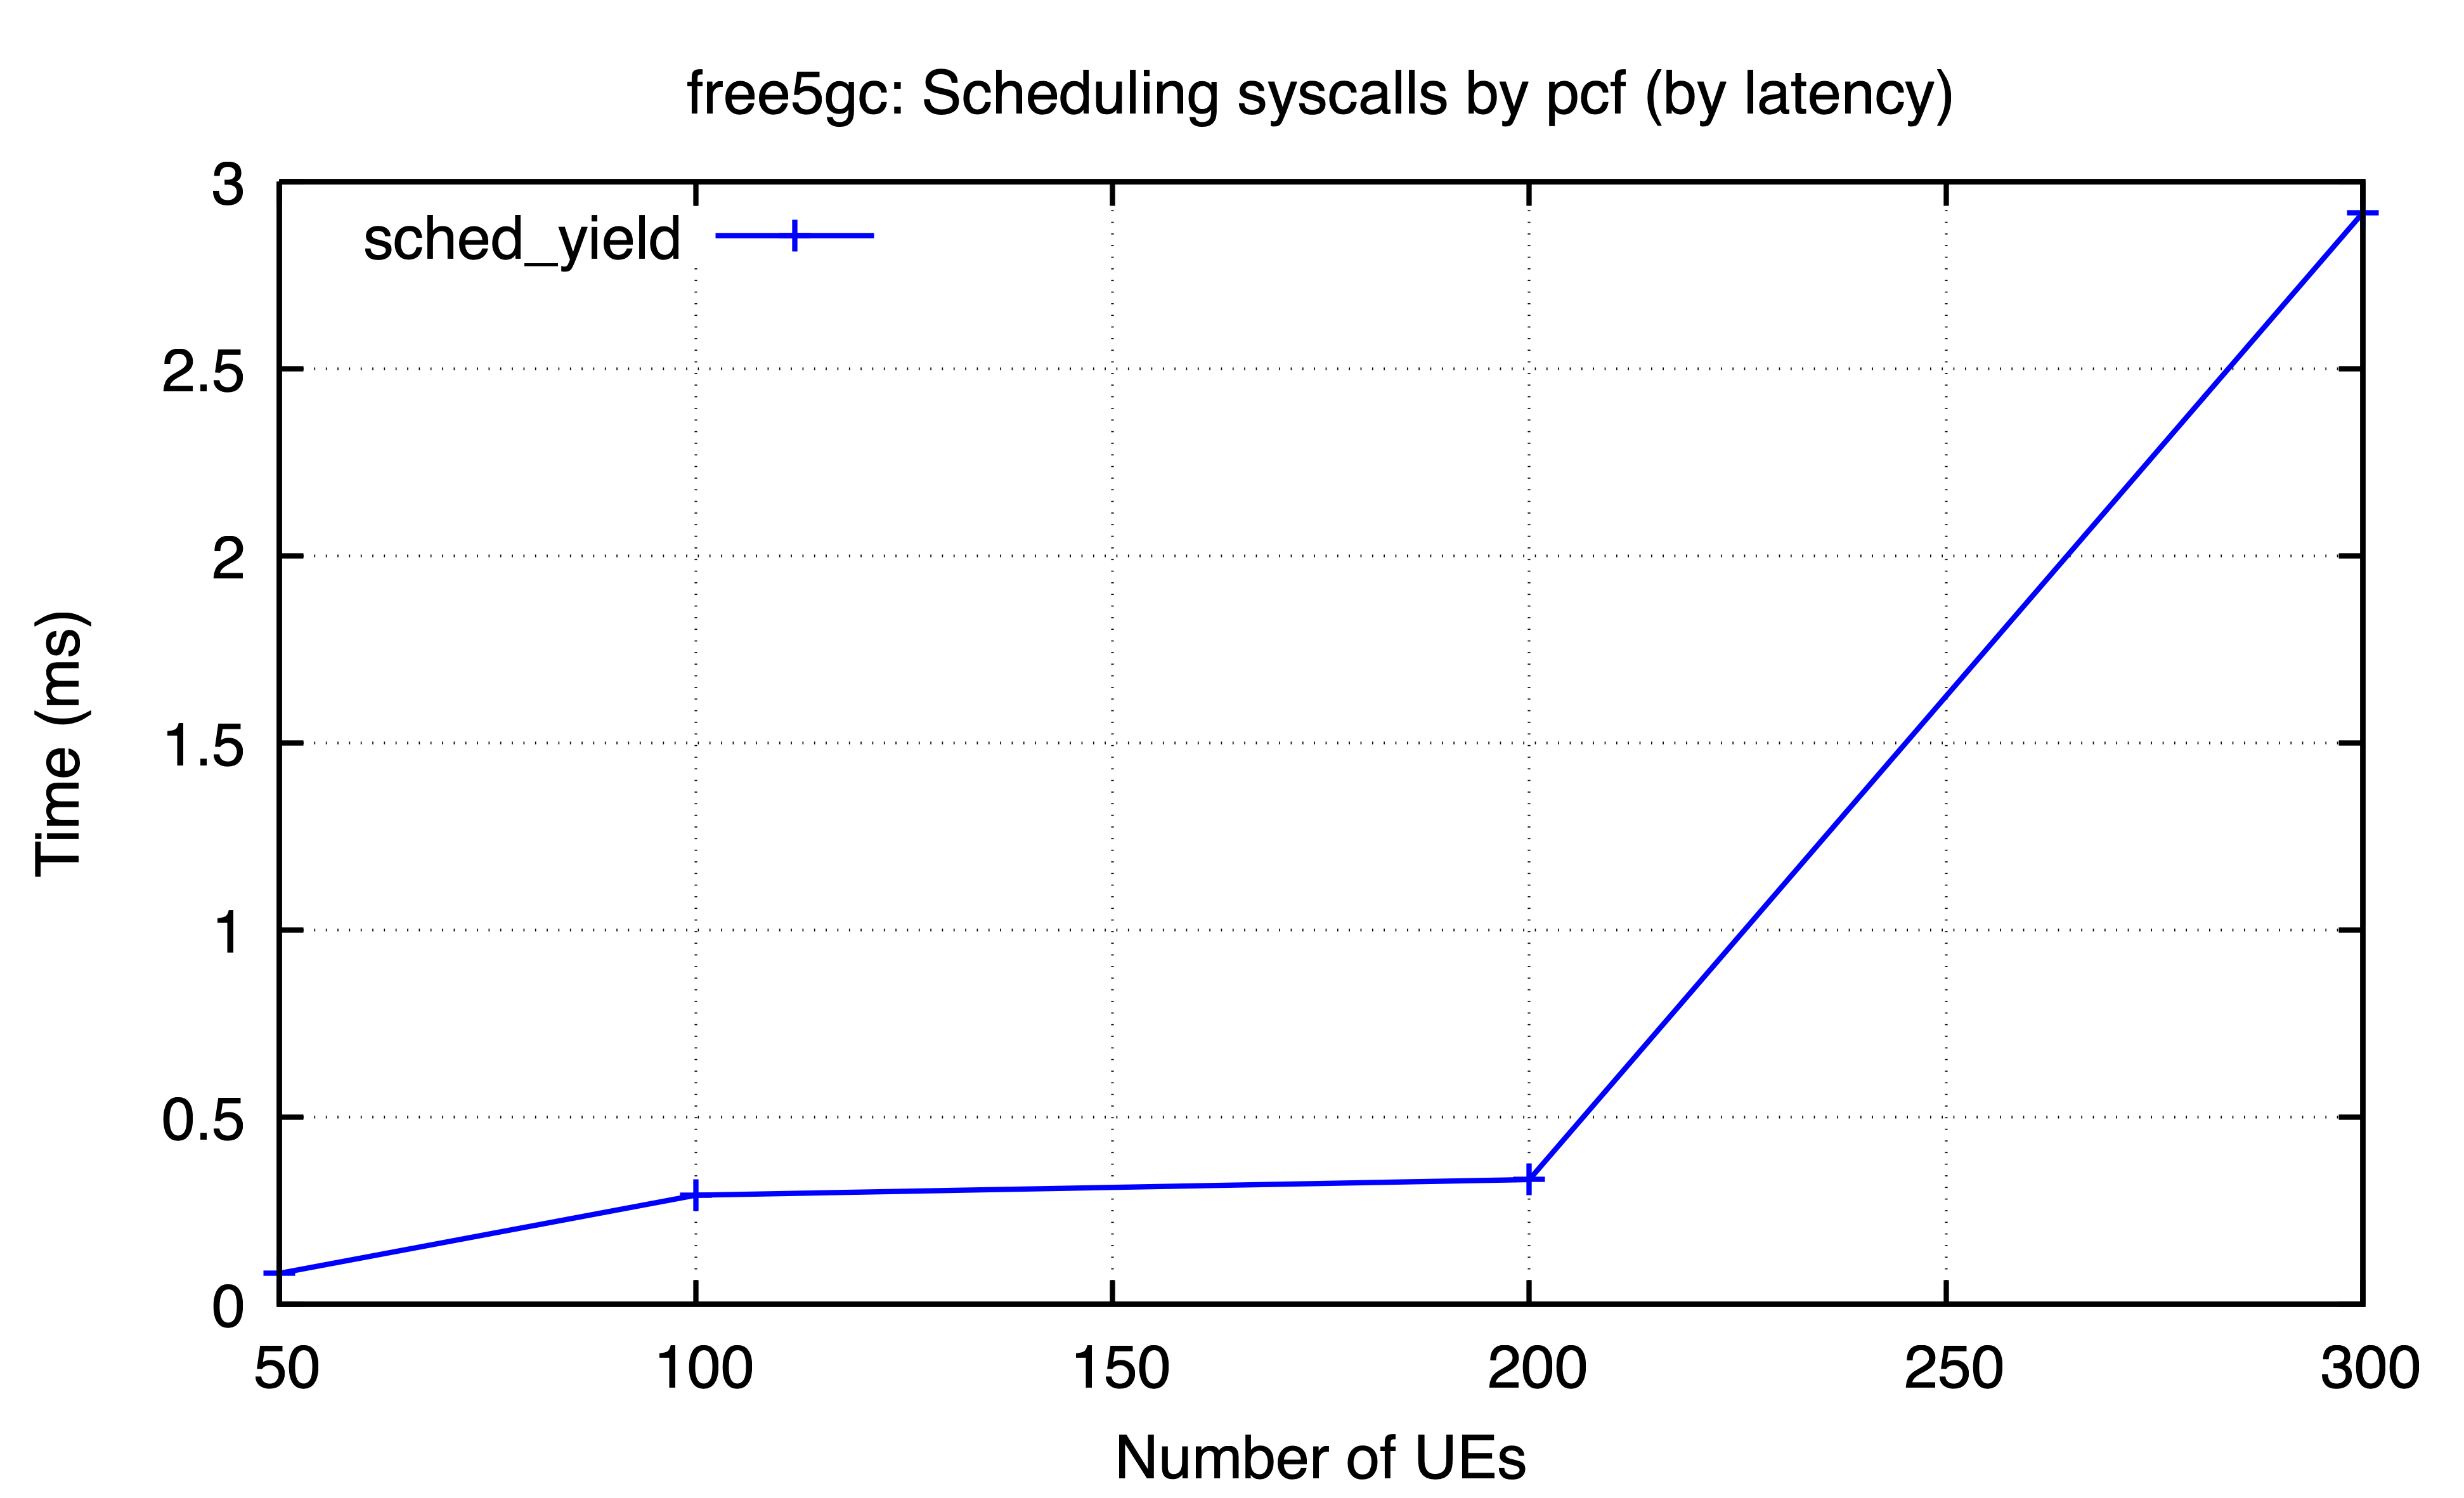 free5gc: Scheduling syscalls by pcf (by latency)
3
sched_yield
2.5
2
1.5
1
0.5
0
Time (ms)
50 100 150 200 250 300
Number of UEs